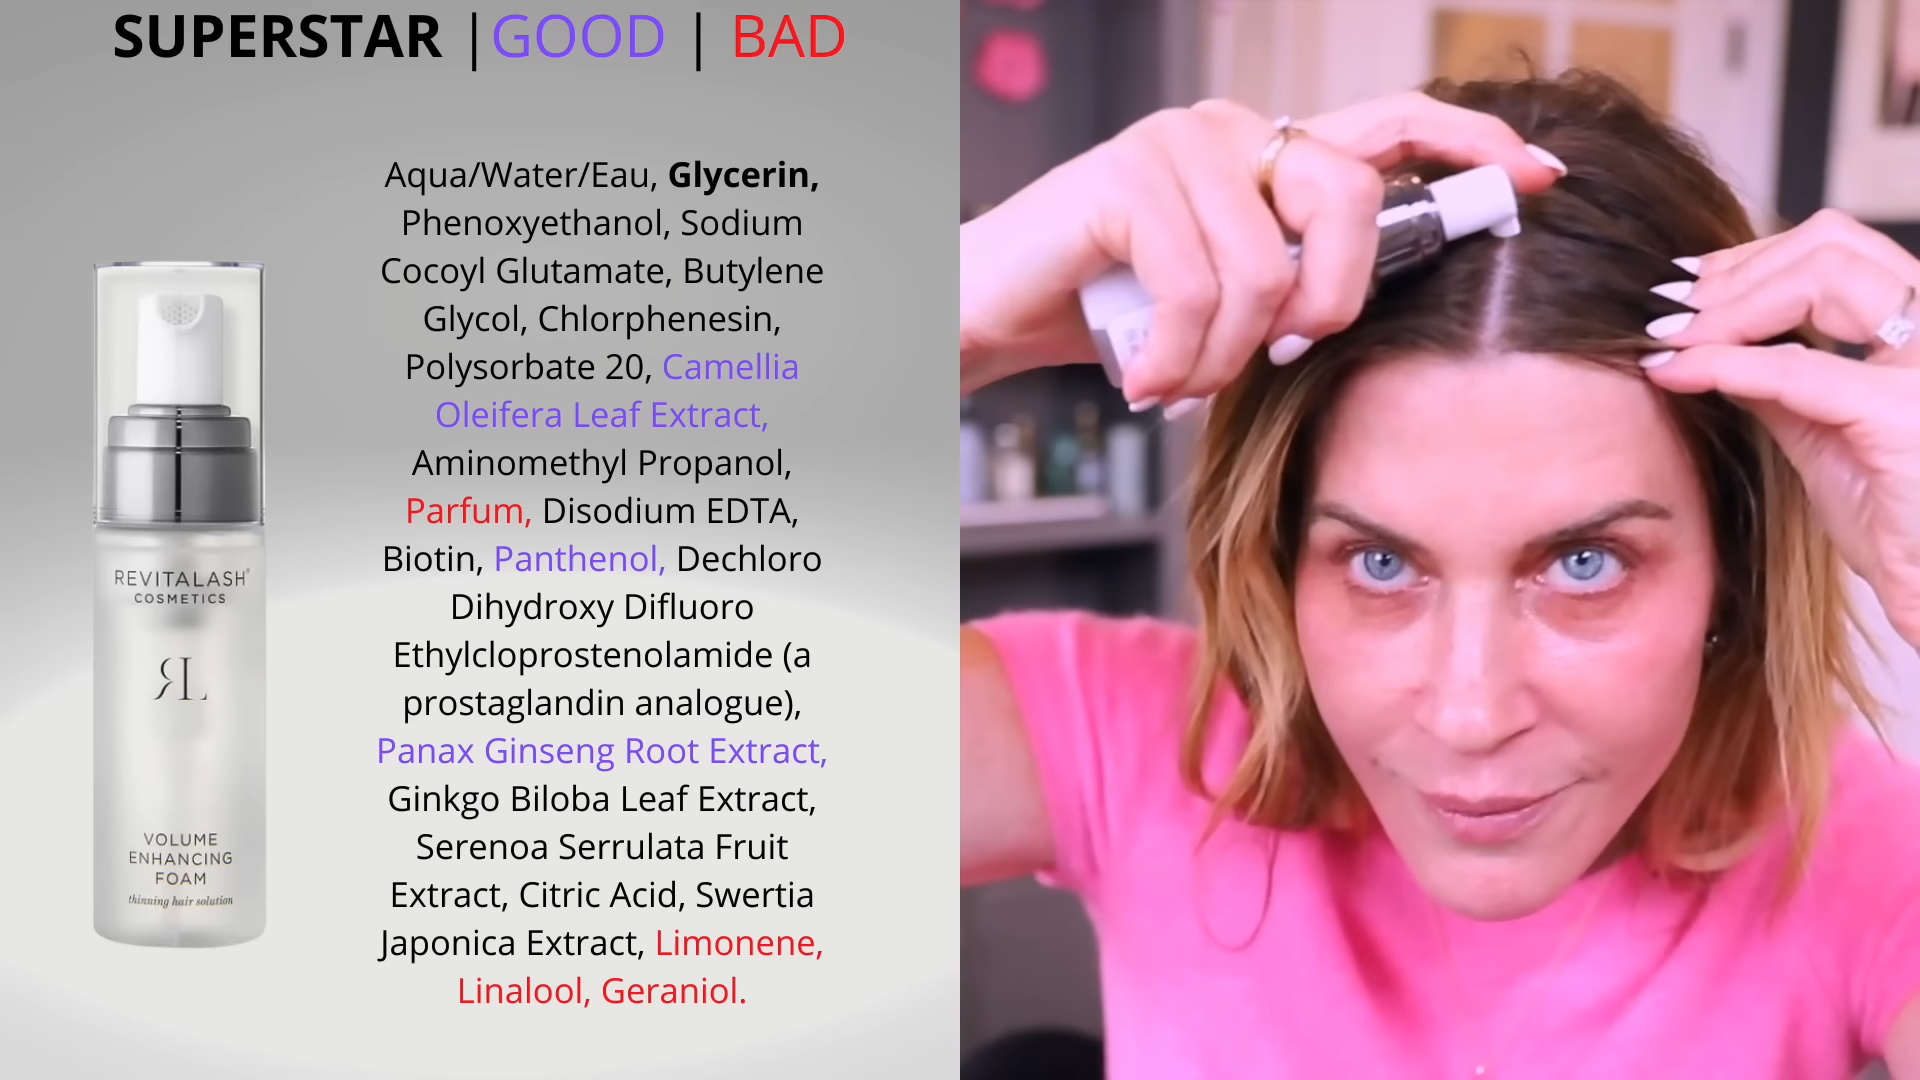 SUPERSTAR | GOOD | BAD
Aqua/Water/Eau, Glycerin,
Phenoxyethanol, Sodium
Cocoyl Glutamate, Butylene
Glycol, Chlorphenesin,
Polysorbate 20, Camellia
Oleifera Leaf Extract,
Aminomethyl Propanol,
Parfum, Disodium EDTA,
Biotin, Panthenol, Dechloro
Dihydroxy Difluoro
Ethylcloprostenolamide (a
prostaglandin analogue),
Panax Ginseng Root Extract,
Ginkgo Biloba Leaf Extract,
Serenoa Serrulata Fruit
Extract, Citric Acid, Swertia
Japonica Extract, Limonene,
Linalool, Geraniol.
REVITALASH®
COSMETICS
RL
VOLUME
ENHANCING
FOAM
thinning hair solution